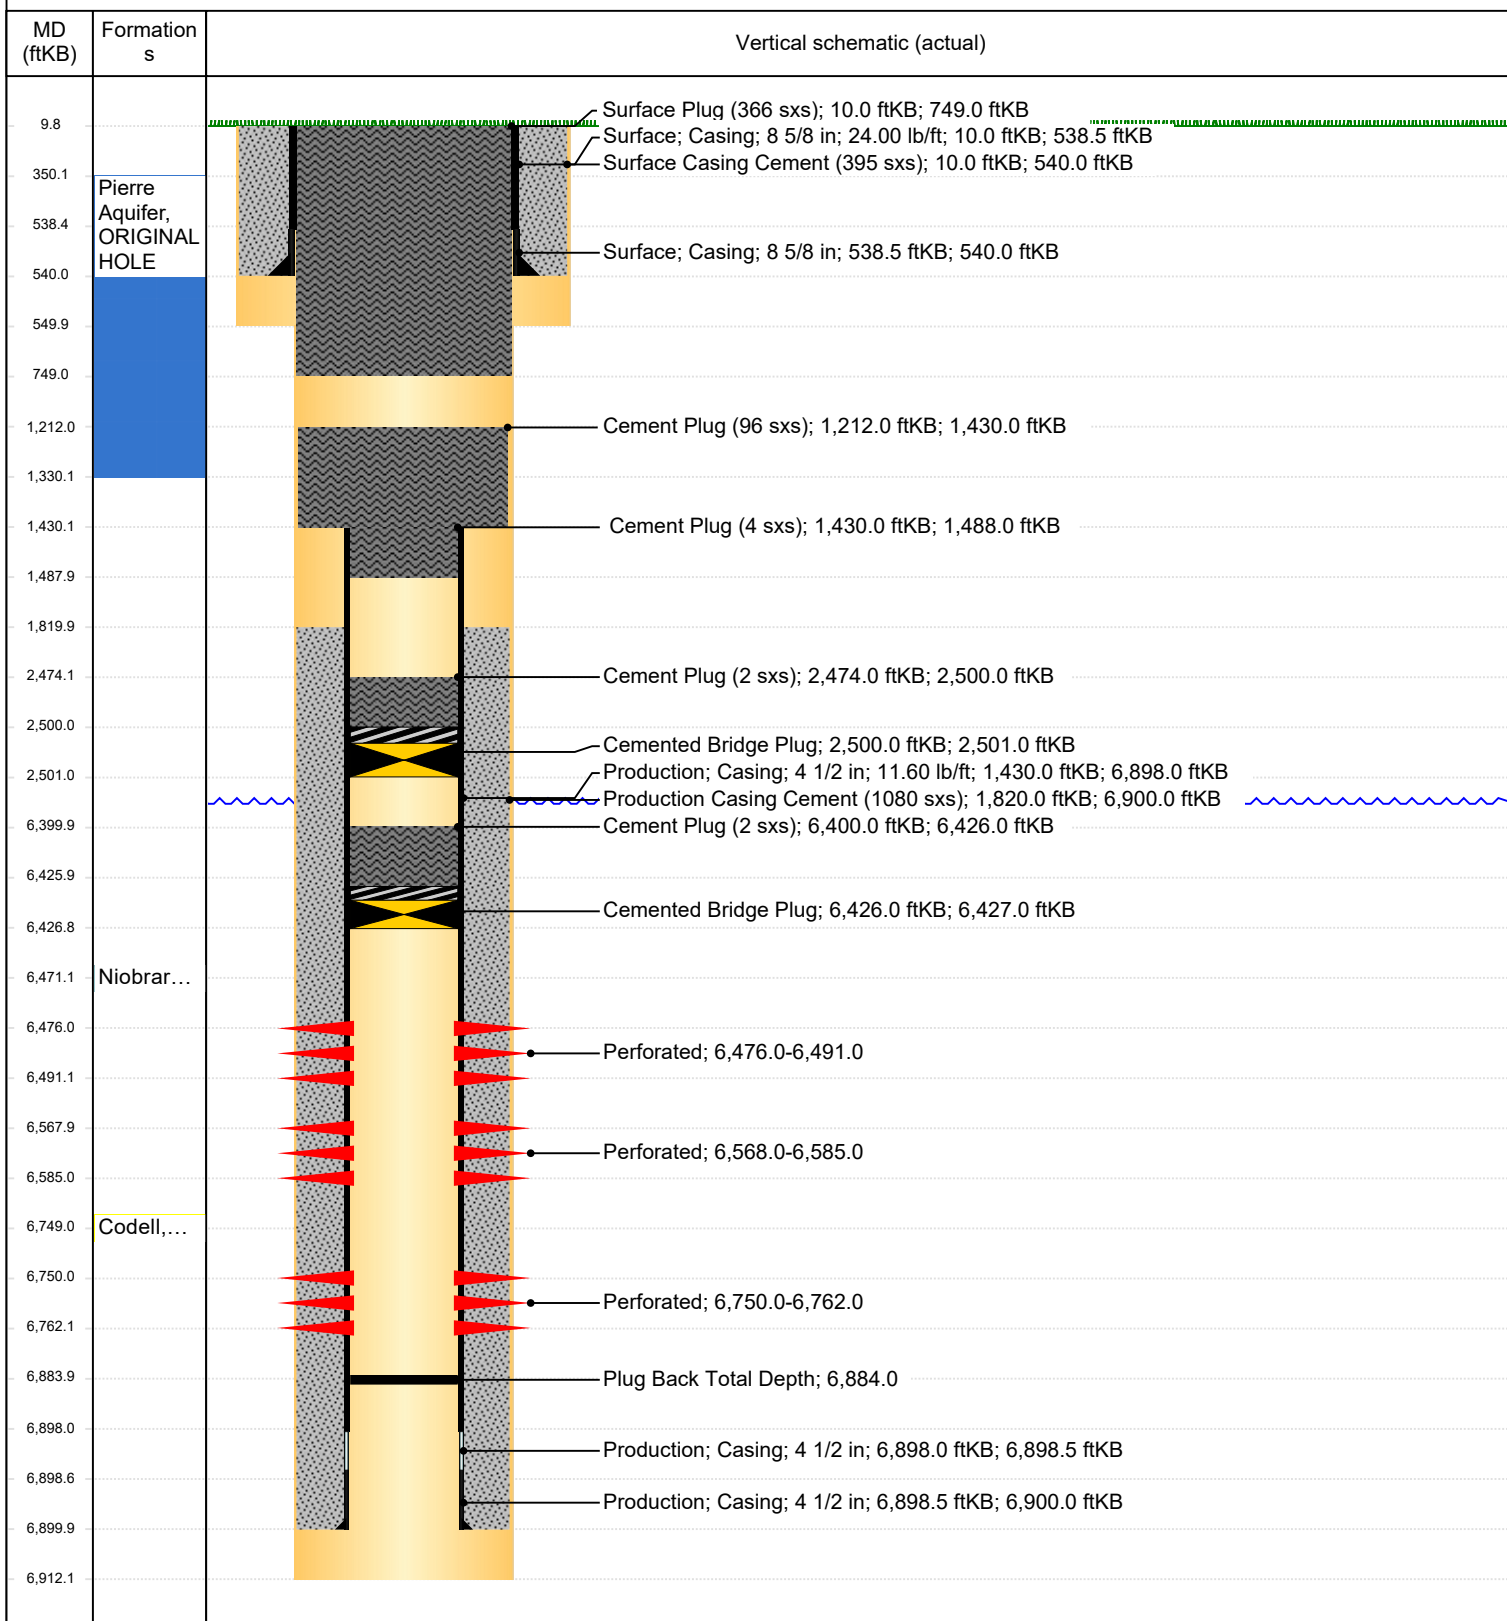 MD
(ftKB)
Formation
s
Vertical schematic (actual)
9.8
350.1
538.4
540.0
549.9
749.0
1,212.0
1,330.1
1,430.1
1,487.9
1,819.9
2,474.1
2,500.0
2,501.0
6,399.9
6,425.9
6,426.8
6,471.1
6,476.0
6,491.1
6,567.9
6,585.0
6,749.0
6,750.0
6,762.1
6,883.9
6,898.0
6,898.6
6,899.9
6,912.1
Pierre
Aquifer,
ORIGINAL
HOLE
Niobrar…
Codell,…
Surface Plug (366 sxs); 10.0 ftKB; 749.0 ftKB
Surface; Casing; 8 5/8 in; 24.00 lb/ft; 10.0 ftKB; 538.5 ftKB
Surface Casing Cement (395 sxs); 10.0 ftKB; 540.0 ftKB
Surface; Casing; 8 5/8 in; 538.5 ftKB; 540.0 ftKB
Cement Plug (96 sxs); 1,212.0 ftKB; 1,430.0 ftKB
Cement Plug (4 sxs); 1,430.0 ftKB; 1,488.0 ftKB
Cement Plug (2 sxs); 2,474.0 ftKB; 2,500.0 ftKB
Cemented Bridge Plug; 2,500.0 ftKB; 2,501.0 ftKB
Production; Casing; 4 1/2 in; 11.60 lb/ft; 1,430.0 ftKB; 6,898.0 ftKB
Production Casing Cement (1080 sxs); 1,820.0 ftKB; 6,900.0 ftKB
Cement Plug (2 sxs); 6,400.0 ftKB; 6,426.0 ftKB
Cemented Bridge Plug; 6,426.0 ftKB; 6,427.0 ftKB
Perforated; 6,476.0-6,491.0
Perforated; 6,568.0-6,585.0
Perforated; 6,750.0-6,762.0
Plug Back Total Depth; 6,884.0
Production; Casing; 4 1/2 in; 6,898.0 ftKB; 6,898.5 ftKB
Production; Casing; 4 1/2 in; 6,898.5 ftKB; 6,900.0 ftKB